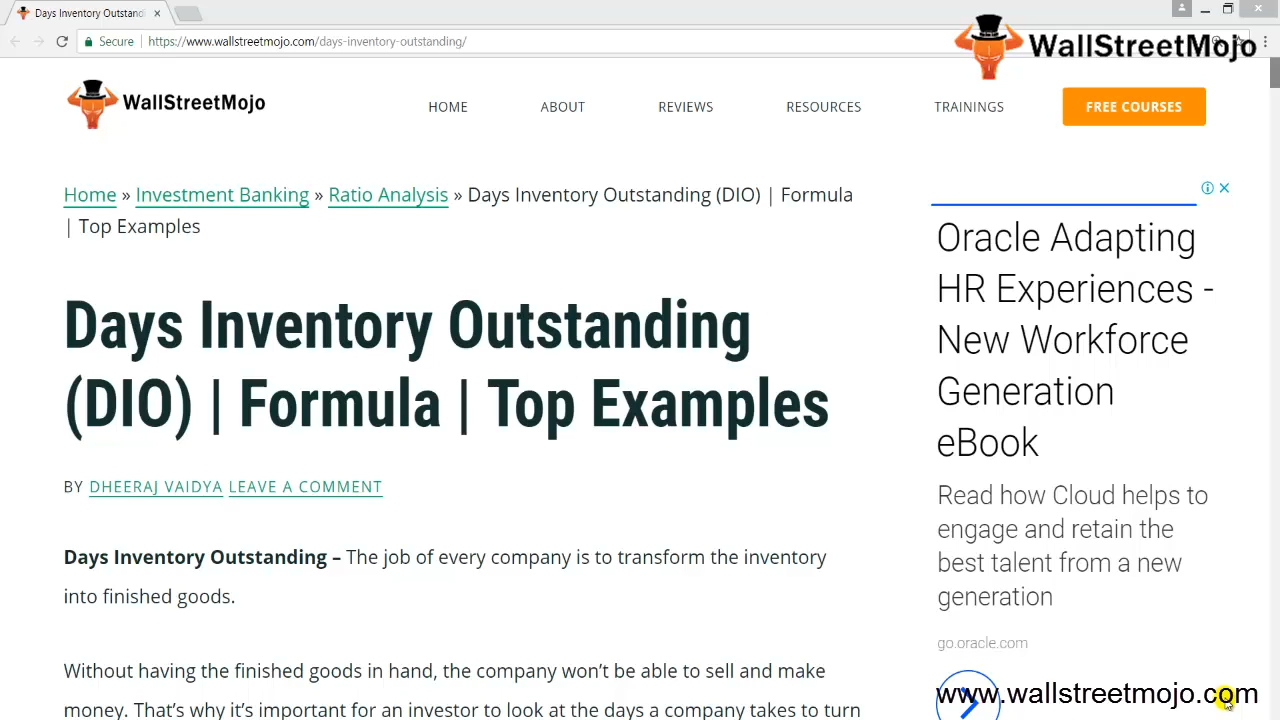 Days Inventory Outstand
Secure | https://www.wallstreetmojo.com/days-inventory-outstanding/
WallStreetMojo
WallStreetMojo
HOME
ABOUT
REVIEWS
RESOURCES
TRAININGS
FREE COURSES
Home » Investment Banking » Ratio Analysis » Days Inventory Outstanding (DIO) | Formula
| Top Examples
Days Inventory Outstanding
(DIO) | Formula | Top Examples
BY DHEERAJ VAIDYA LEAVE A COMMENT
Days Inventory Outstanding – The job of every company is to transform the inventory
into finished goods.
Without having the finished goods in hand, the company won’t be able to sell and make
money. That’s why it’s important for an investor to look at the days a company takes to turn
Oracle Adapting
HR Experiences -
New Workforce
Generation
eBook
Read how Cloud helps to
engage and retain the
best talent from a new
generation
go.oracle.com
www.wallstreetmojo.com